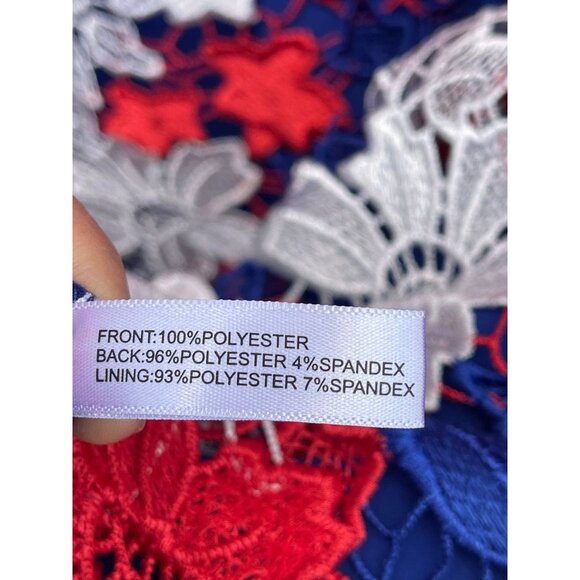 FRONT:100%POLYESTER
BACK:96%POLYESTER 4%SPANDEX
LINING:93%POLYESTER 7%SPANDEX